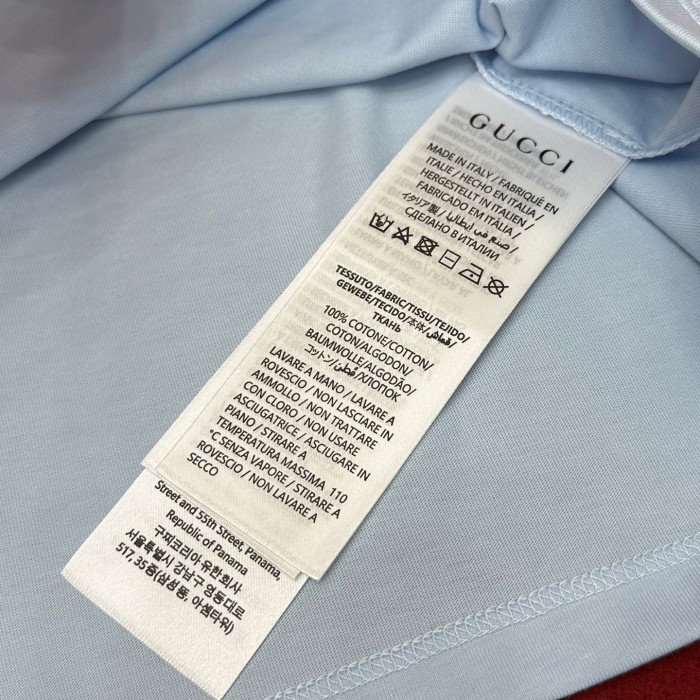 GUCCI
MADE IN ITALY / FABRIQUÉ EN
ITALIE / HECHO EN ITALIA /
HERGESTELLT IN ITALIEN /
FABRICADO EM ITÁLIA /
イタリア製 / صنع في ايطاليا /
СДЕЛАНО В ИТАЛИИ
TESSUTO/FABRIC/TISSU/TEJIDO/
GEWEBE/TECIDO/本体/قماش/
ТКАНЬ
100% COTONE/COTTON/
COTON/ALGODON/
BAUMWOLLE/ALGODÃO/
コットン/قطن/ХЛОПОК
LAVARE A MANO / LAVARE A
ROVESCIO / NON LASCIARE IN
AMMOLLO / NON TRATTARE
CON CLORO / NON USARE
ASCIUGATRICE / ASCIUGARE IN
PIANO / STIRARE A
TEMPERATURA MASSIMA 110
°C SENZA VAPORE / STIRARE A
ROVESCIO / NON LAVARE A
SECCO
Street and 55th Street, Panama,
Republic of Panama
구찌코리아 유한회사
서울특별시 강남구 영동대로
517, 35층(삼성동, 아셈타워)